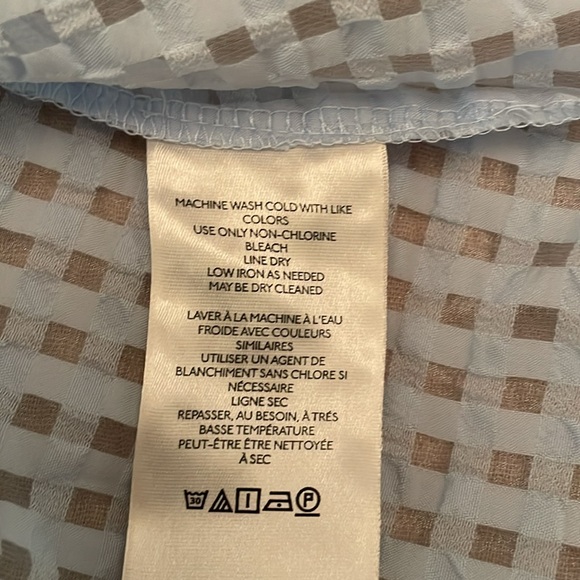 MACHINE WASH COLD WITH LIKE
COLORS
USE ONLY NON-CHLORINE
BLEACH
LINE DRY
LOW IRON AS NEEDED
MAY BE DRY CLEANED
LAVER À LA MACHINE À L'EAU
FROIDE AVEC COULEURS
SIMILAIRES
UTILISER UN AGENT DE
BLANCHIMENT SANS CHLORE SI
NÉCESSAIRE
LIGNE SEC
REPASSER, AU BESOIN, À TRÉS
BASSE TEMPÉRATURE
PEUT-ÊTRE ÊTRE NETTOYÉE
À SEC
30 P